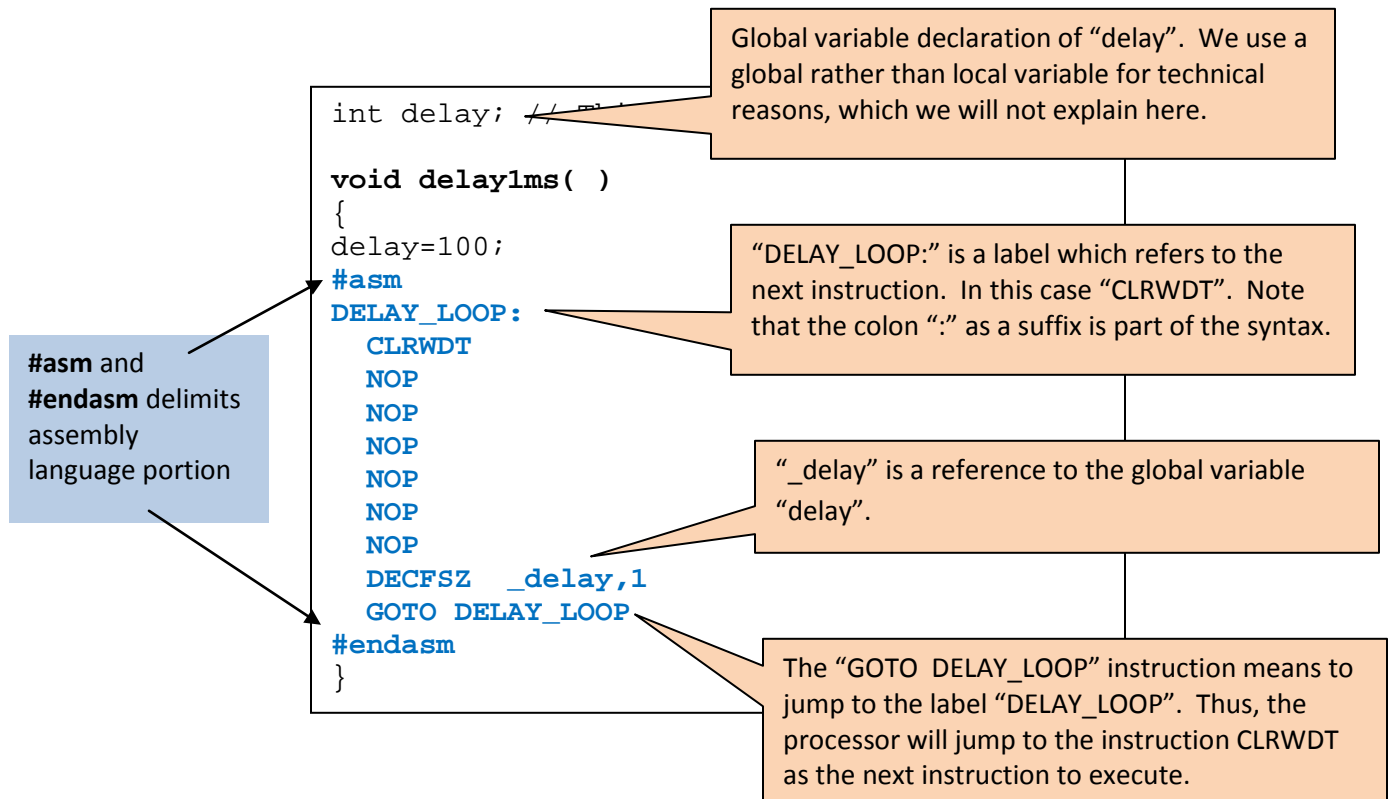 Global variable declaration of “delay”. We use a
global rather than local variable for technical
reasons, which we will not explain here.
int delay; //
void delay1ms( )
{
delay=100;
#asm
DELAY_LOOP:
CLRWDT
NOP
NOP
NOP
NOP
NOP
NOP
DECFSZ _delay,1
GOTO DELAY_LOOP
#endasm
}
“DELAY_LOOP:” is a label which refers to the
next instruction. In this case “CLRWDT”. Note
that the colon “:” as a suffix is part of the syntax.
#asm and
#endasm delimits
assembly
language portion
“_delay” is a reference to the global variable
“delay”.
The “GOTO DELAY_LOOP” instruction means to
jump to the label “DELAY_LOOP”. Thus, the
processor will jump to the instruction CLRWDT
as the next instruction to execute.